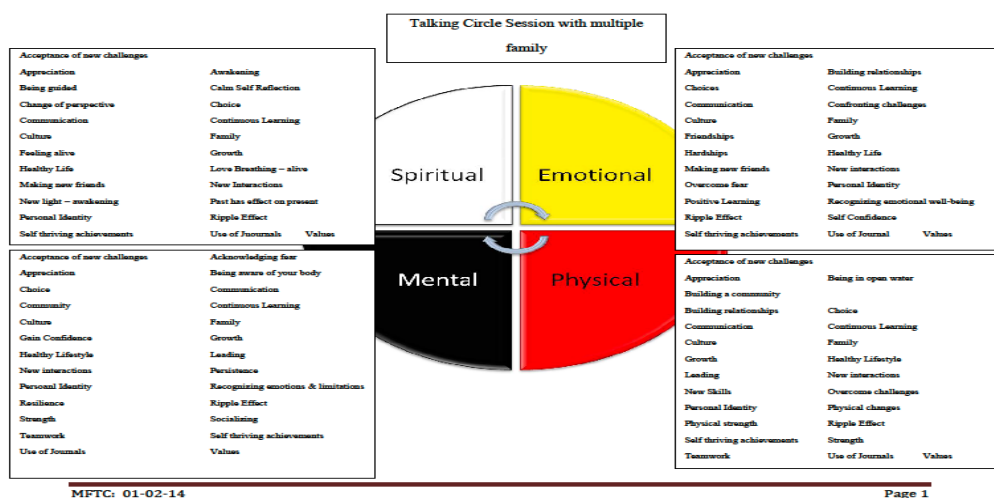 Talking Circle Session with multiple
family
Acceptance of new challenges
Appreciation Awakening
Being guided Calm Self Reflection
Change of perspective Choice
Communication Continuous Learning
Culture Family
Feeling alive Growth
Healthy Life Love Breathing – alive
Making new friends New Interactions
New light – awakening Past has effect on present
Personal Identity Ripple Effect
Self thriving achievements Use of Juournals Values
Acceptance of new challenges
Appreciation Building relationships
Choices Continuous Learning
Communication Confronting challenges
Culture Family
Friendships Growth
Hardships Healthy Life
Making new friends New interactions
Overcome fear Personal Identity
Positive Learning Recognizing emotional well-being
Ripple Effect Self Confidence
Self thriving achievements Use of Journal Values
Spiritual
Emotional
Mental
Physical
Acceptance of new challenges Acknowledging fear
Appreciation Being aware of your body
Choice Communication
Community Continuous Learning
Culture Family
Gain Confidence Growth
Healthy Lifestyle Leading
New interactions Persistence
Persoanl Identity Recognizing emotions & limitations
Resilience Ripple Effect
Strength Socializing
Teamwork Self thriving achievements
Use of Journals Values
Acceptance of new challenges
Appreciation Being in open water
Building a community
Building relationships Choice
Communication Continuous Learning
Culture Family
Growth Healthy Lifestyle
Leading New interactions
New Skills Overcome challenges
Personal Identity Physical changes
Physical strength Ripple Effect
Self thriving achievements Strength
Teamwork Use of Journals Values
MFTC: 01-02-14 Page 1